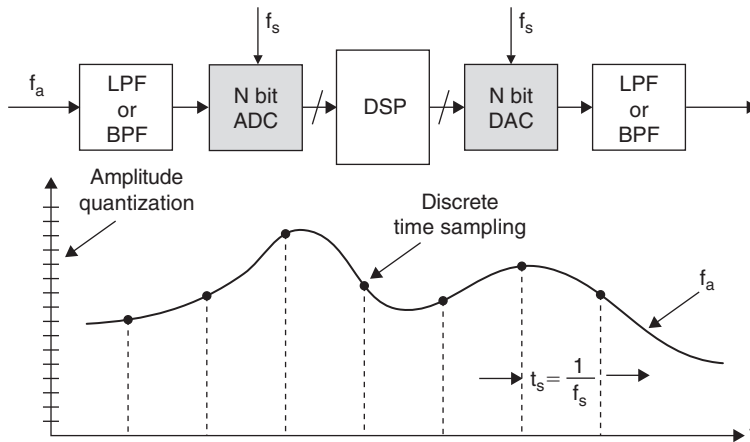 fs
fs
fa
LPF
or
BPF
N bit
ADC
DSP
N bit
DAC
LPF
or
BPF
Amplitude
quantization
Discrete
time sampling
fa
ts = 1/fs